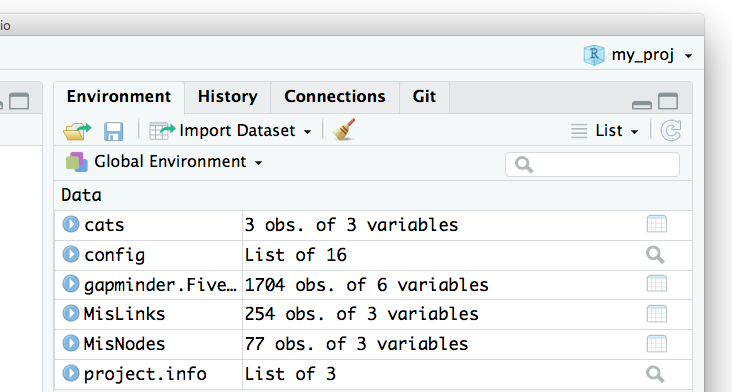 io
my_proj
Environment History Connections Git
Import Dataset List
Global Environment
Data
cats 3 obs. of 3 variables
config List of 16
gapminder.Five… 1704 obs. of 6 variables
MisLinks 254 obs. of 3 variables
MisNodes 77 obs. of 3 variables
project.info List of 3